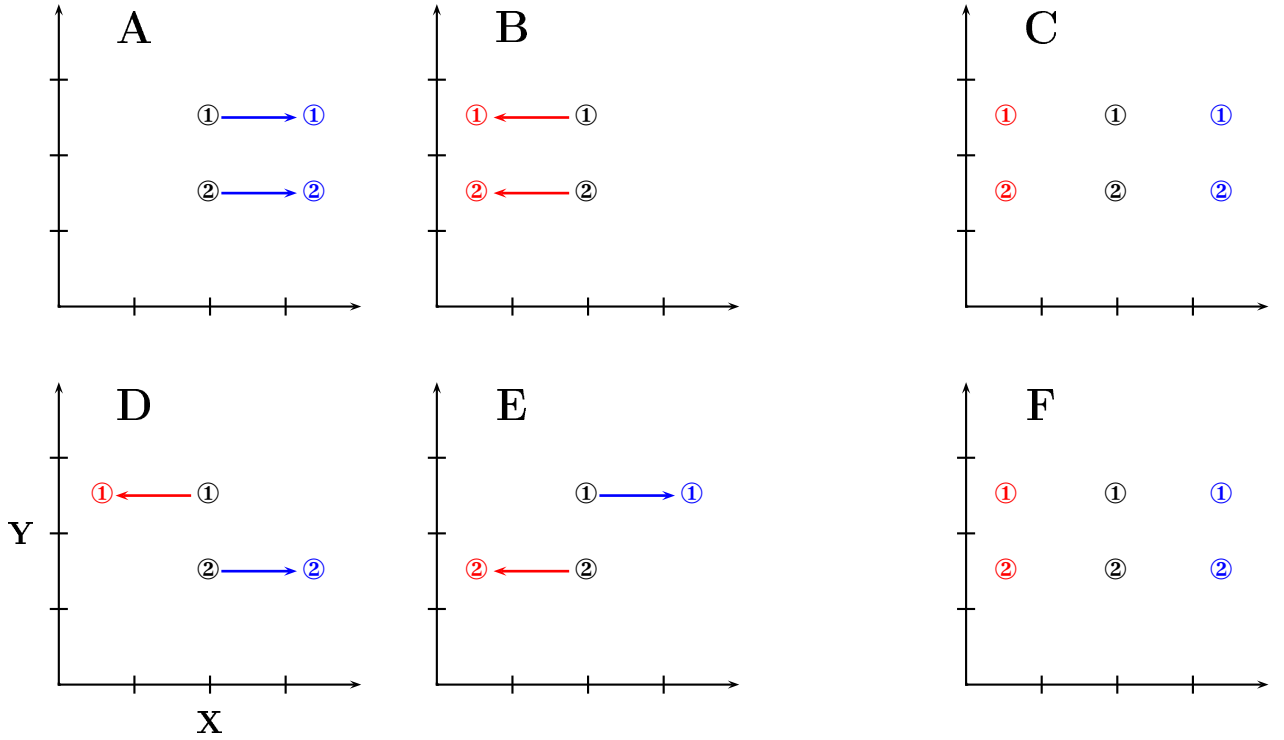 A B C
① ① ① ① ① ① ①
② ② ② ② ② ② ②
D E F
① ① ① ① ① ① ①
Y
② ② ② ② ② ② ②
X